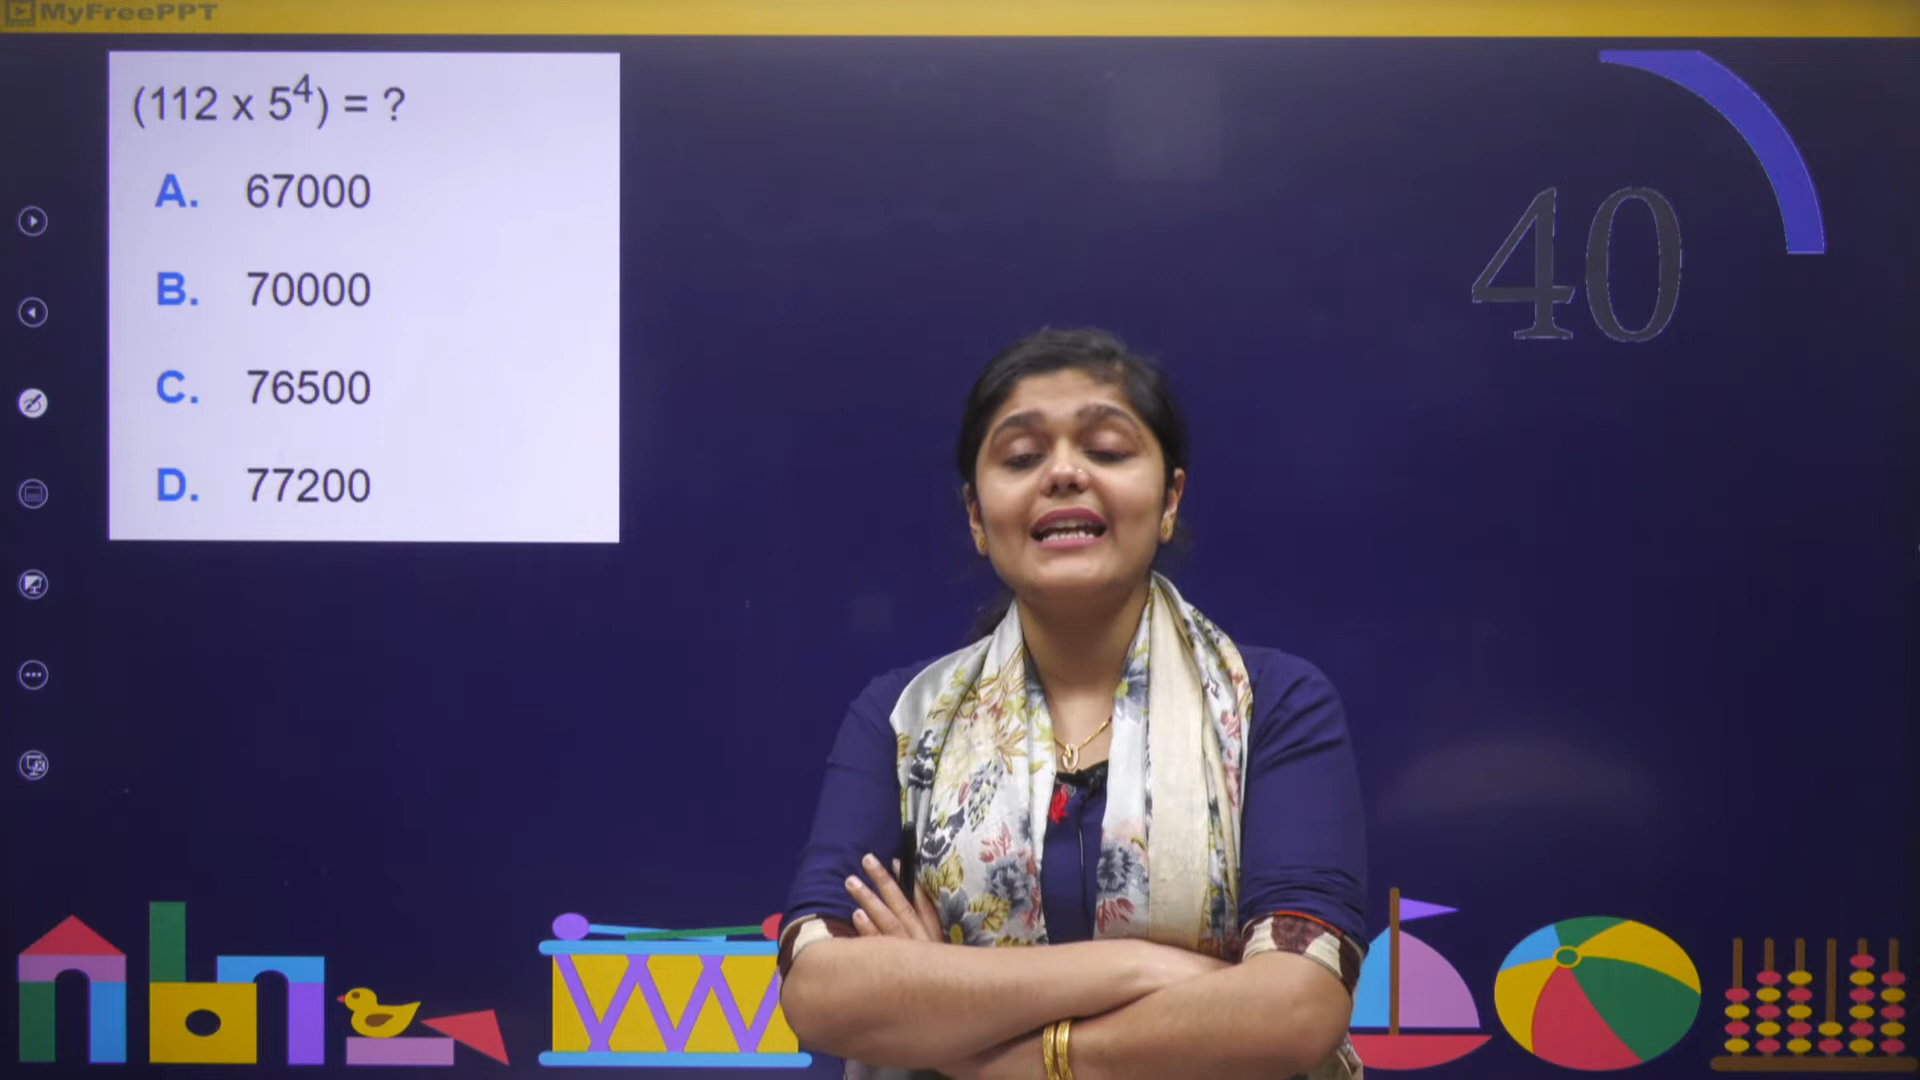 MyFreePPT
(112 x 5⁴) = ?
A. 67000
B. 70000
C. 76500
D. 77200
40